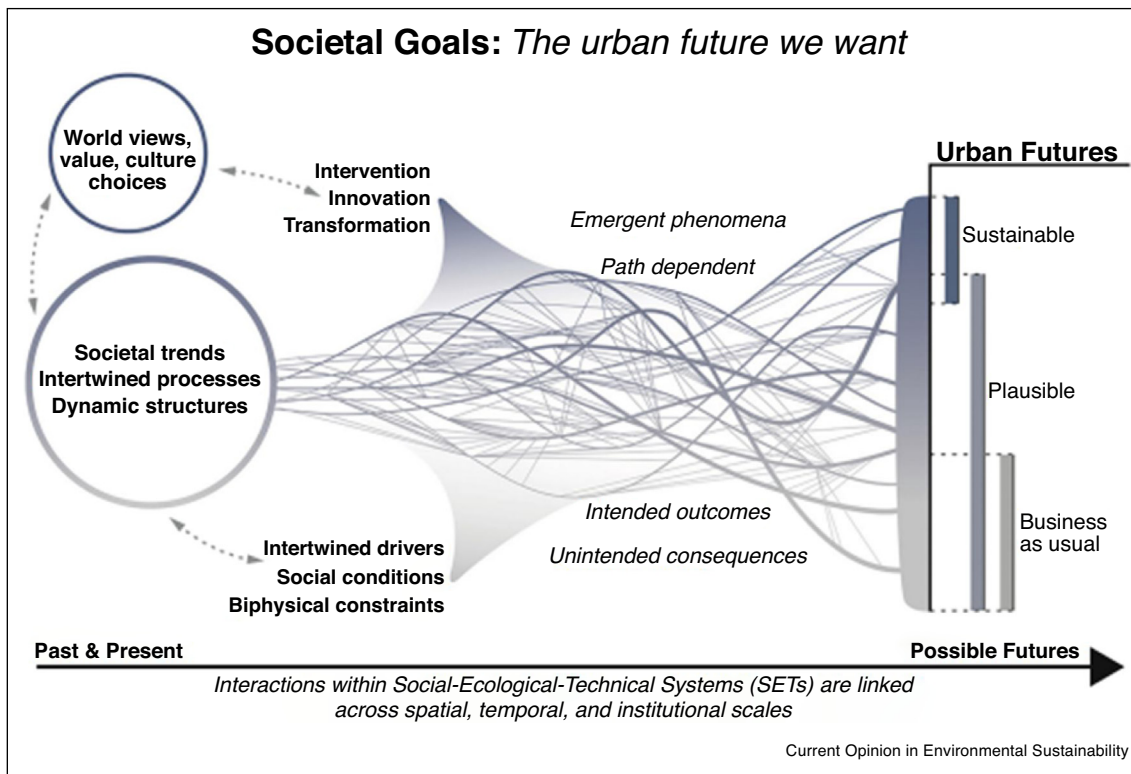 Societal Goals: The urban future we want
World views,
value, culture
choices
Intervention
Innovation
Transformation
Emergent phenomena
Path dependent
Urban Futures
Sustainable
Plausible
Business
as usual
Societal trends
Intertwined processes
Dynamic structures
Intended outcomes
Unintended consequences
Intertwined drivers
Social conditions
Biphysical constraints
Past & Present
Possible Futures
Interactions within Social-Ecological-Technical Systems (SETs) are linked
across spatial, temporal, and institutional scales
Current Opinion in Environmental Sustainability